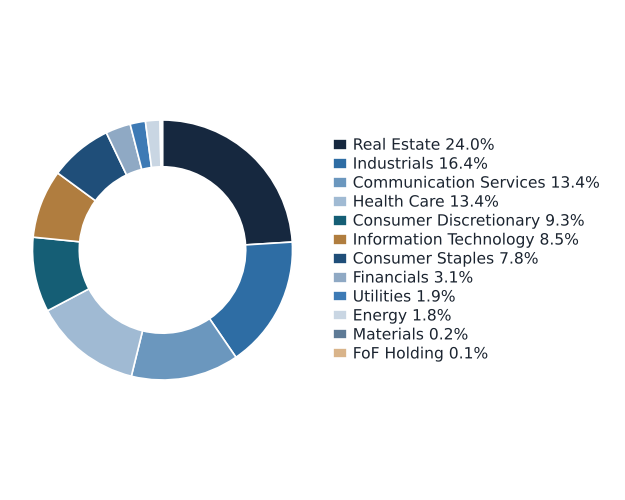 Real Estate 24.0%
Industrials 16.4%
Communication Services 13.4%
Health Care 13.4%
Consumer Discretionary 9.3%
Information Technology 8.5%
Consumer Staples 7.8%
Financials 3.1%
Utilities 1.9%
Energy 1.8%
Materials 0.2%
FoF Holding 0.1%